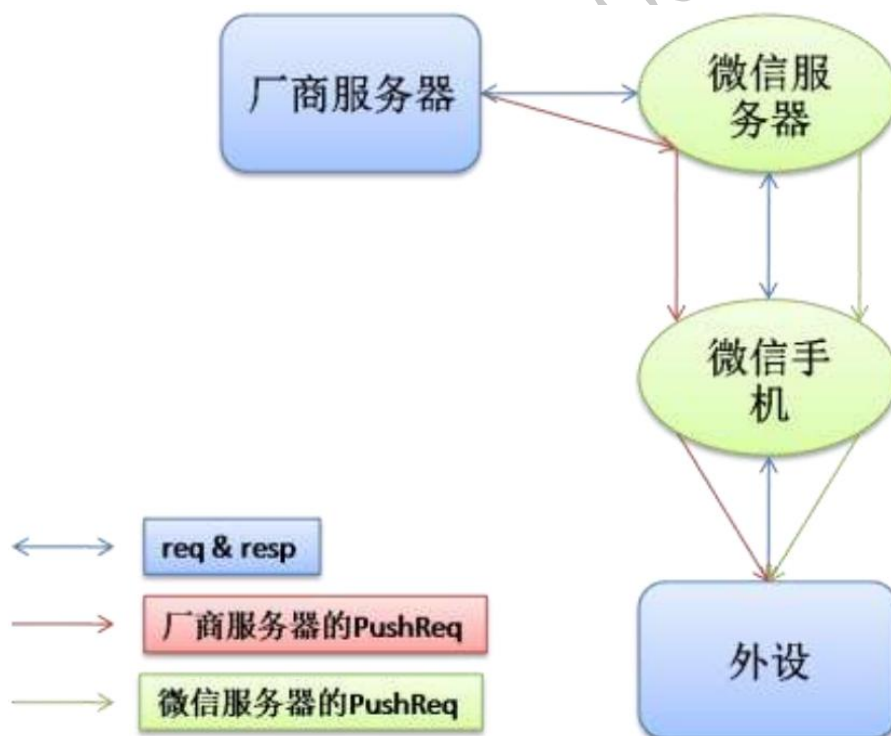 厂商服务器
微信服
务器
微信手
机
req & resp
厂商服务器的PushReq
微信服务器的PushReq
外设